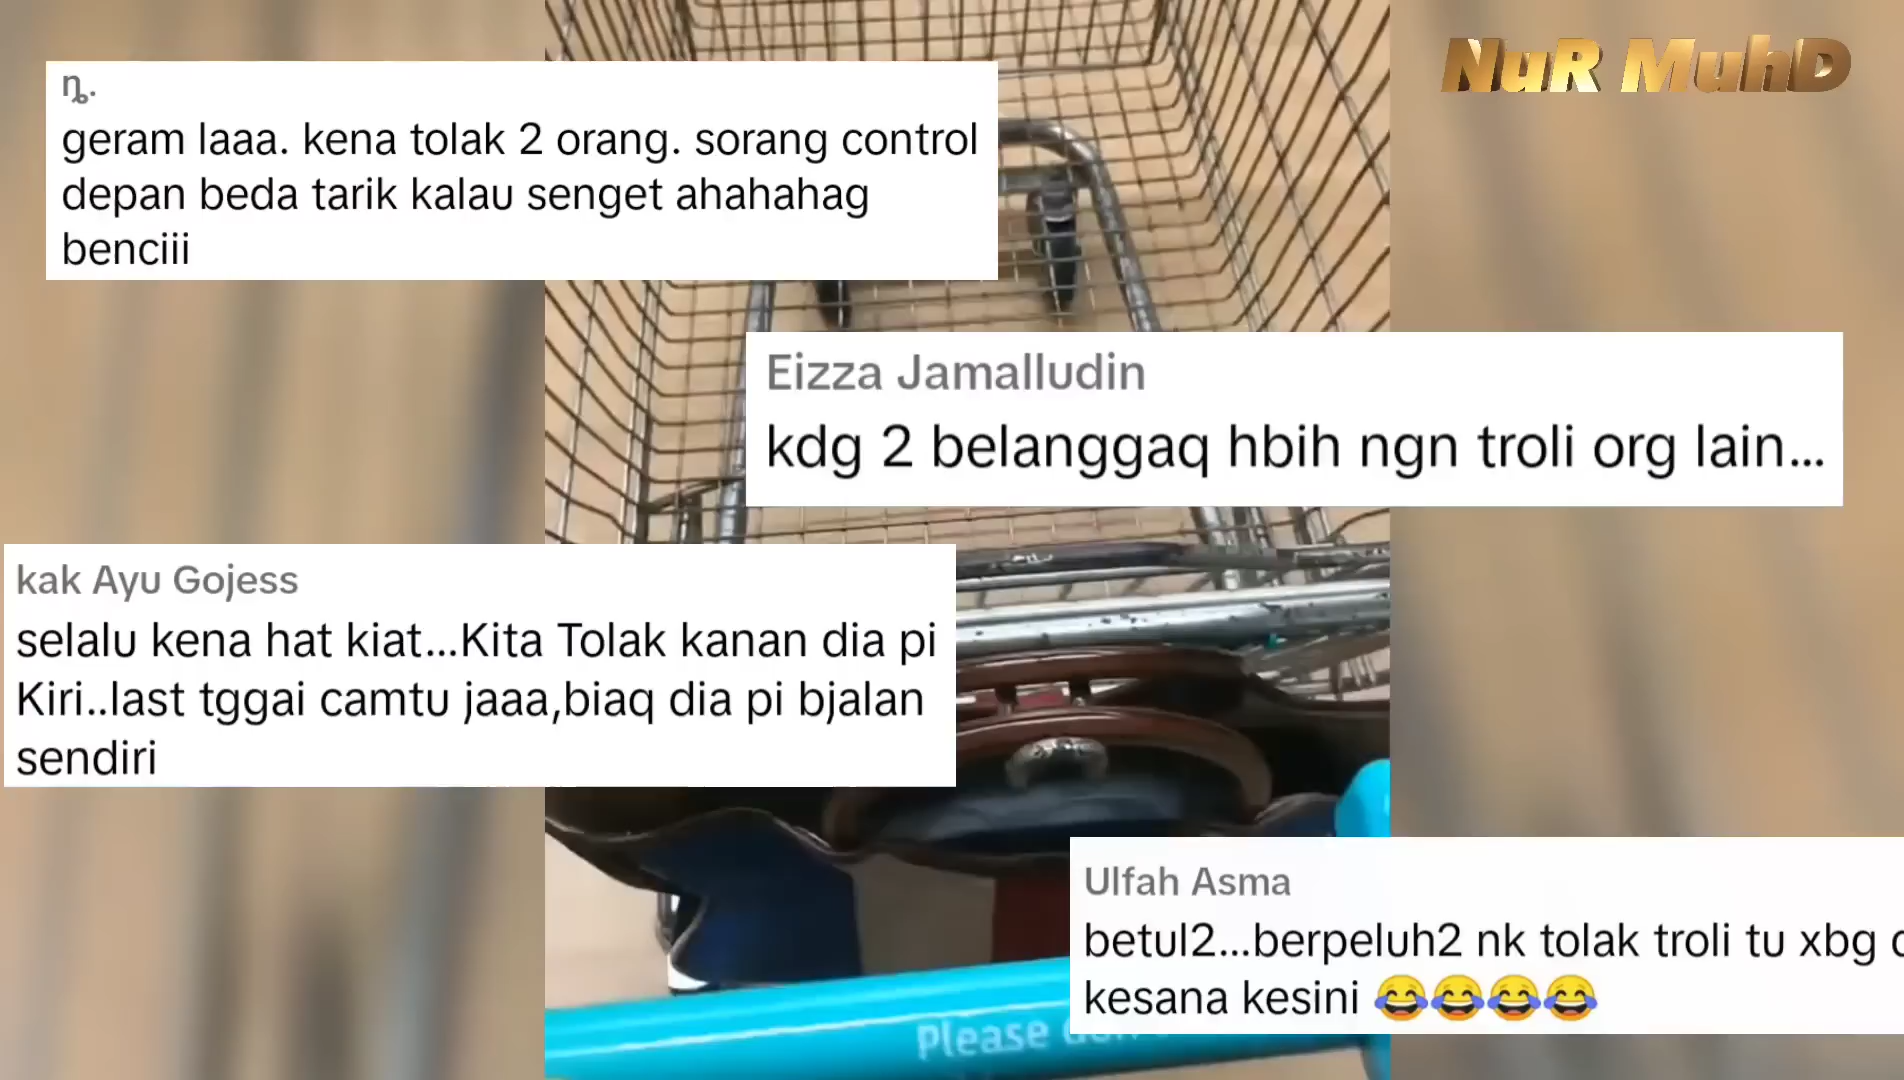 NuR MuhD
ȵ.
geram laaa. kena tolak 2 orang. sorang control
depan beda tarik kalau senget ahahahag
benciii
Eizza Jamalludin
kdg 2 belanggaq hbih ngn troli org lain...
kak Ayu Gojess
selalu kena hat kiat...Kita Tolak kanan dia pi
Kiri..last tggai camtu jaaa,biaq dia pi bjalan
sendiri
Ulfah Asma
betul2...berpeluh2 nk tolak troli tu xbg
kesana kesini 😂😂😂😂
Please